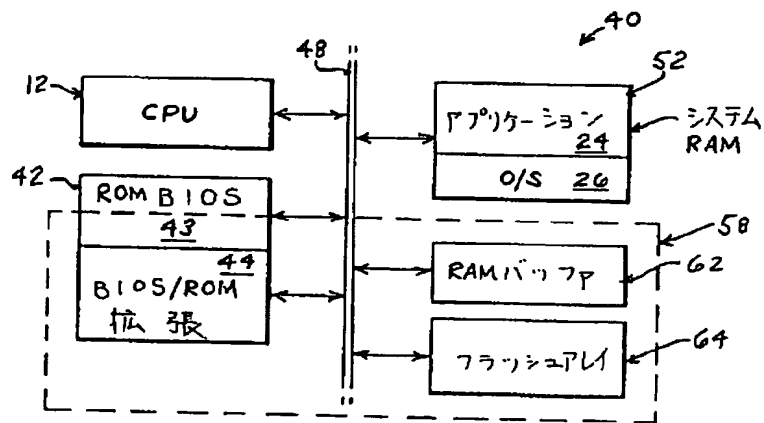 40
48
12
CPU
52
アプリケーション
24
O/S 26
システム
RAM
42
ROM BIOS
43
44
BIOS/ROM
拡張
58
RAMバッファ
62
フラッシュアレイ
64